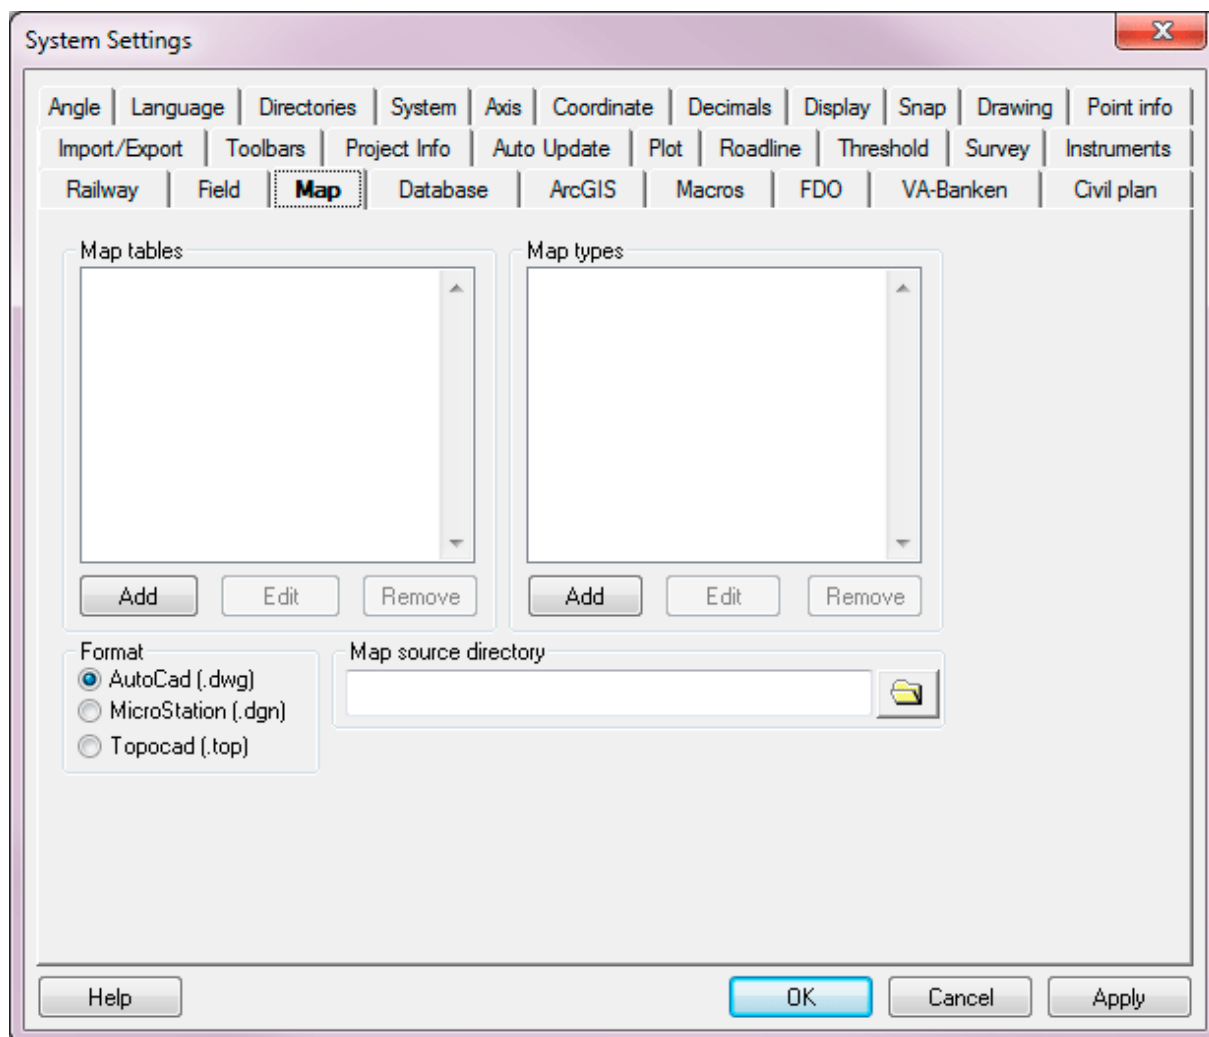 System Settings
Angle Language Directories System Axis Coordinate Decimals Display Snap Drawing Point info
Import/Export Toolbars Project Info Auto Update Plot Roadline Threshold Survey Instruments
Railway Field Map Database ArcGIS Macros FDO VA-Banken Civil plan
Map tables Map types
Add Edit Remove Add Edit Remove
Format Map source directory
AutoCad (.dwg)
MicroStation (.dgn)
Topocad (.top)
Help OK Cancel Apply